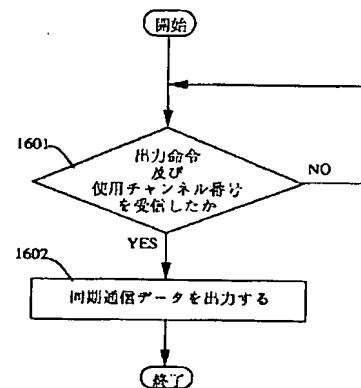 開始
1601
出力命令
及び
使用チャンネル番号
を受信したか
NO
YES
1602
同期通信データを出力する
終了